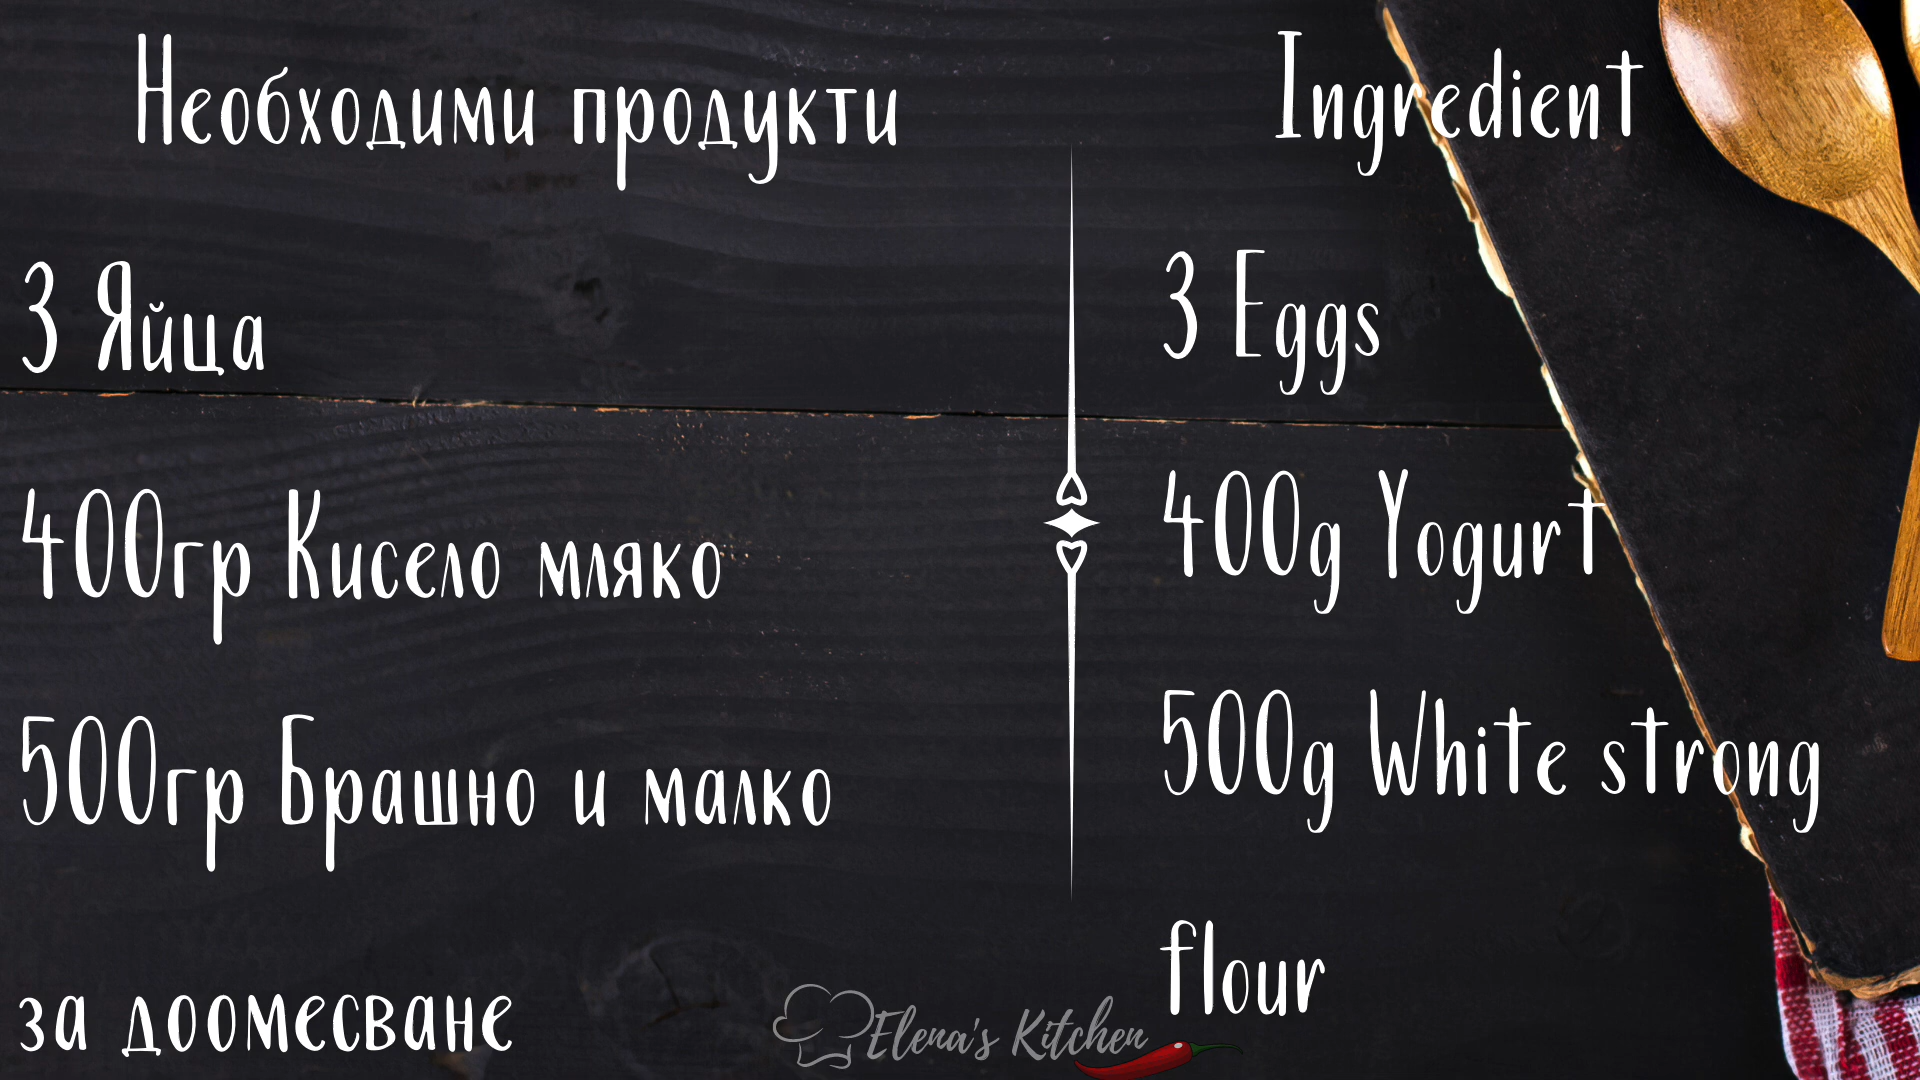 Необходими продукти
3 Яйца
400гр Кисело мляко
500гр Брашно и малко
за доомесване
Ingredient
3 Eggs
400g Yogurt
500g White strong
flour
Elena's Kitchen